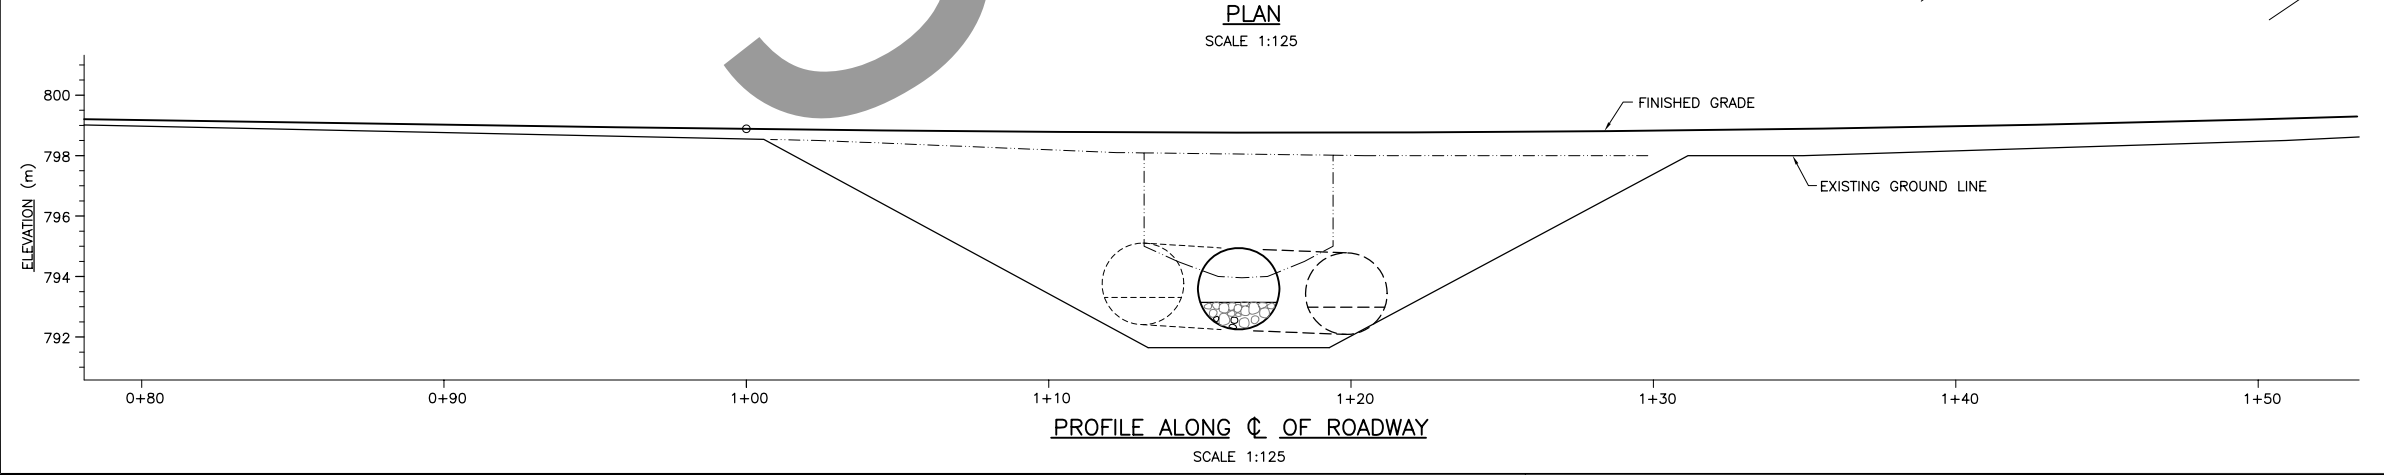 PLAN
SCALE 1:125
FINISHED GRADE
EXISTING GROUND LINE
ELEVATION (m)
800
798
796
794
792
0+80 0+90 1+00 1+10 1+20 1+30 1+40 1+50
PROFILE ALONG ℄ OF ROADWAY
SCALE 1:125